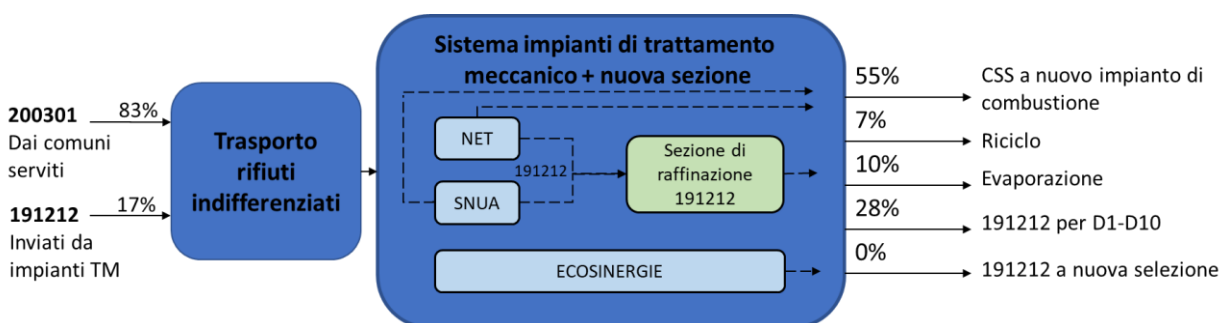 200301
83%
Dai comuni
serviti
191212
17%
Inviati da
impianti TM
Trasporto
rifiuti
indifferenziati
Sistema impianti di trattamento
meccanico + nuova sezione
NET
SNUA
191212
Sezione di
raffinazione
191212
ECOSINERGIE
55%
CSS a nuovo impianto di
combustione
7%
Riciclo
10%
Evaporazione
28%
191212 per D1-D10
0%
191212 a nuova selezione